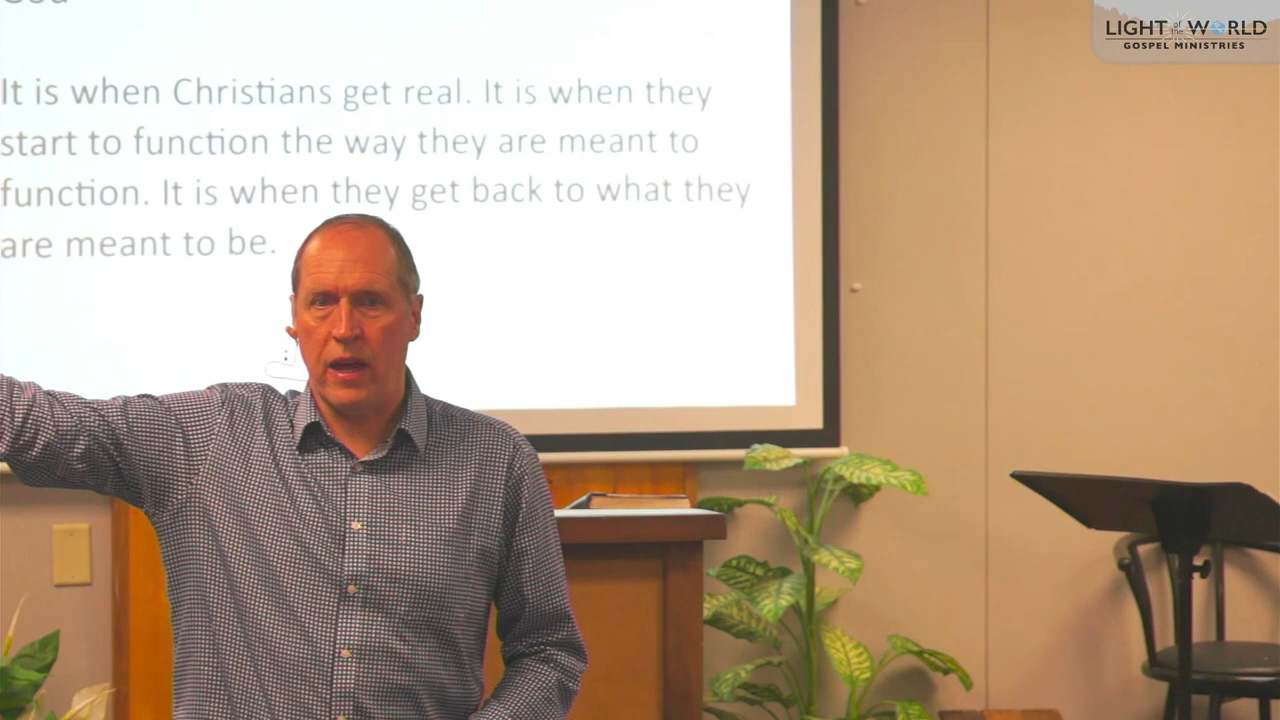 God
It is when Christians get real. It is when they
start to function the way they are meant to
function. It is when they get back to what they
are meant to be.
LIGHT of the WORLD
GOSPEL MINISTRIES